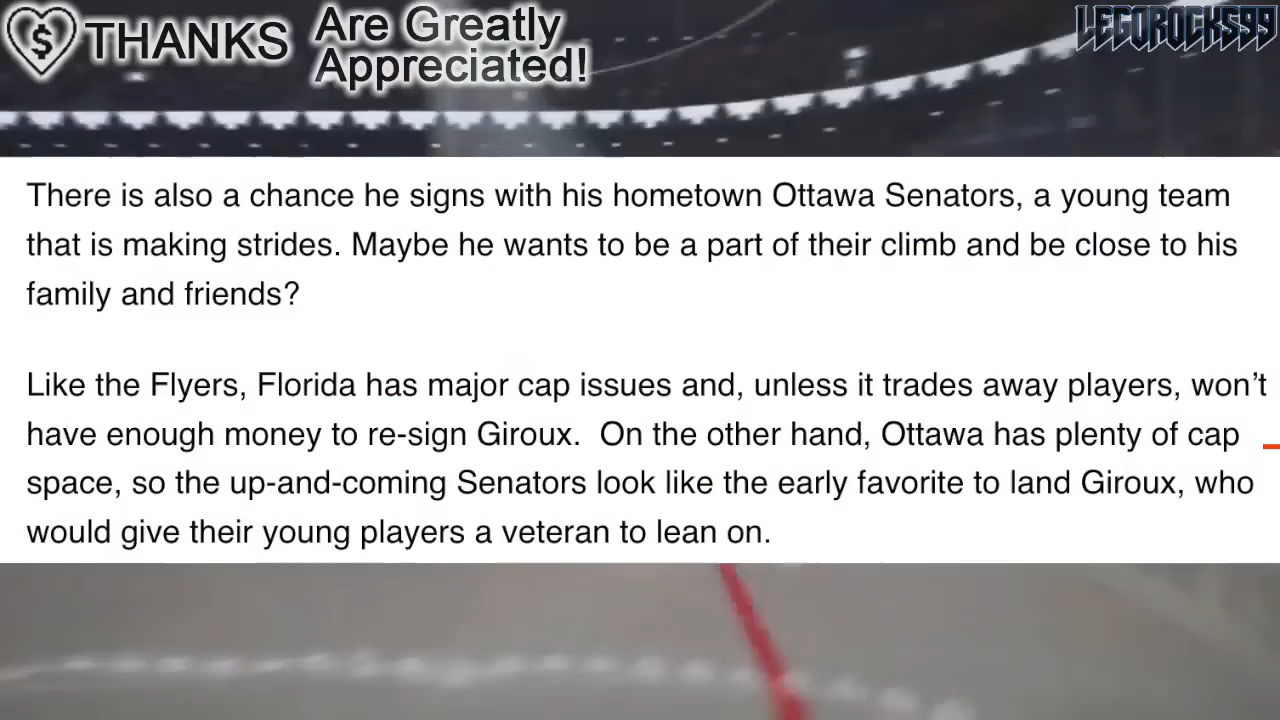 THANKS Are Greatly
Appreciated!
LEGOROCKS99
There is also a chance he signs with his hometown Ottawa Senators, a young team
that is making strides. Maybe he wants to be a part of their climb and be close to his
family and friends?
Like the Flyers, Florida has major cap issues and, unless it trades away players, won’t
have enough money to re-sign Giroux.  On the other hand, Ottawa has plenty of cap
space, so the up-and-coming Senators look like the early favorite to land Giroux, who
would give their young players a veteran to lean on.